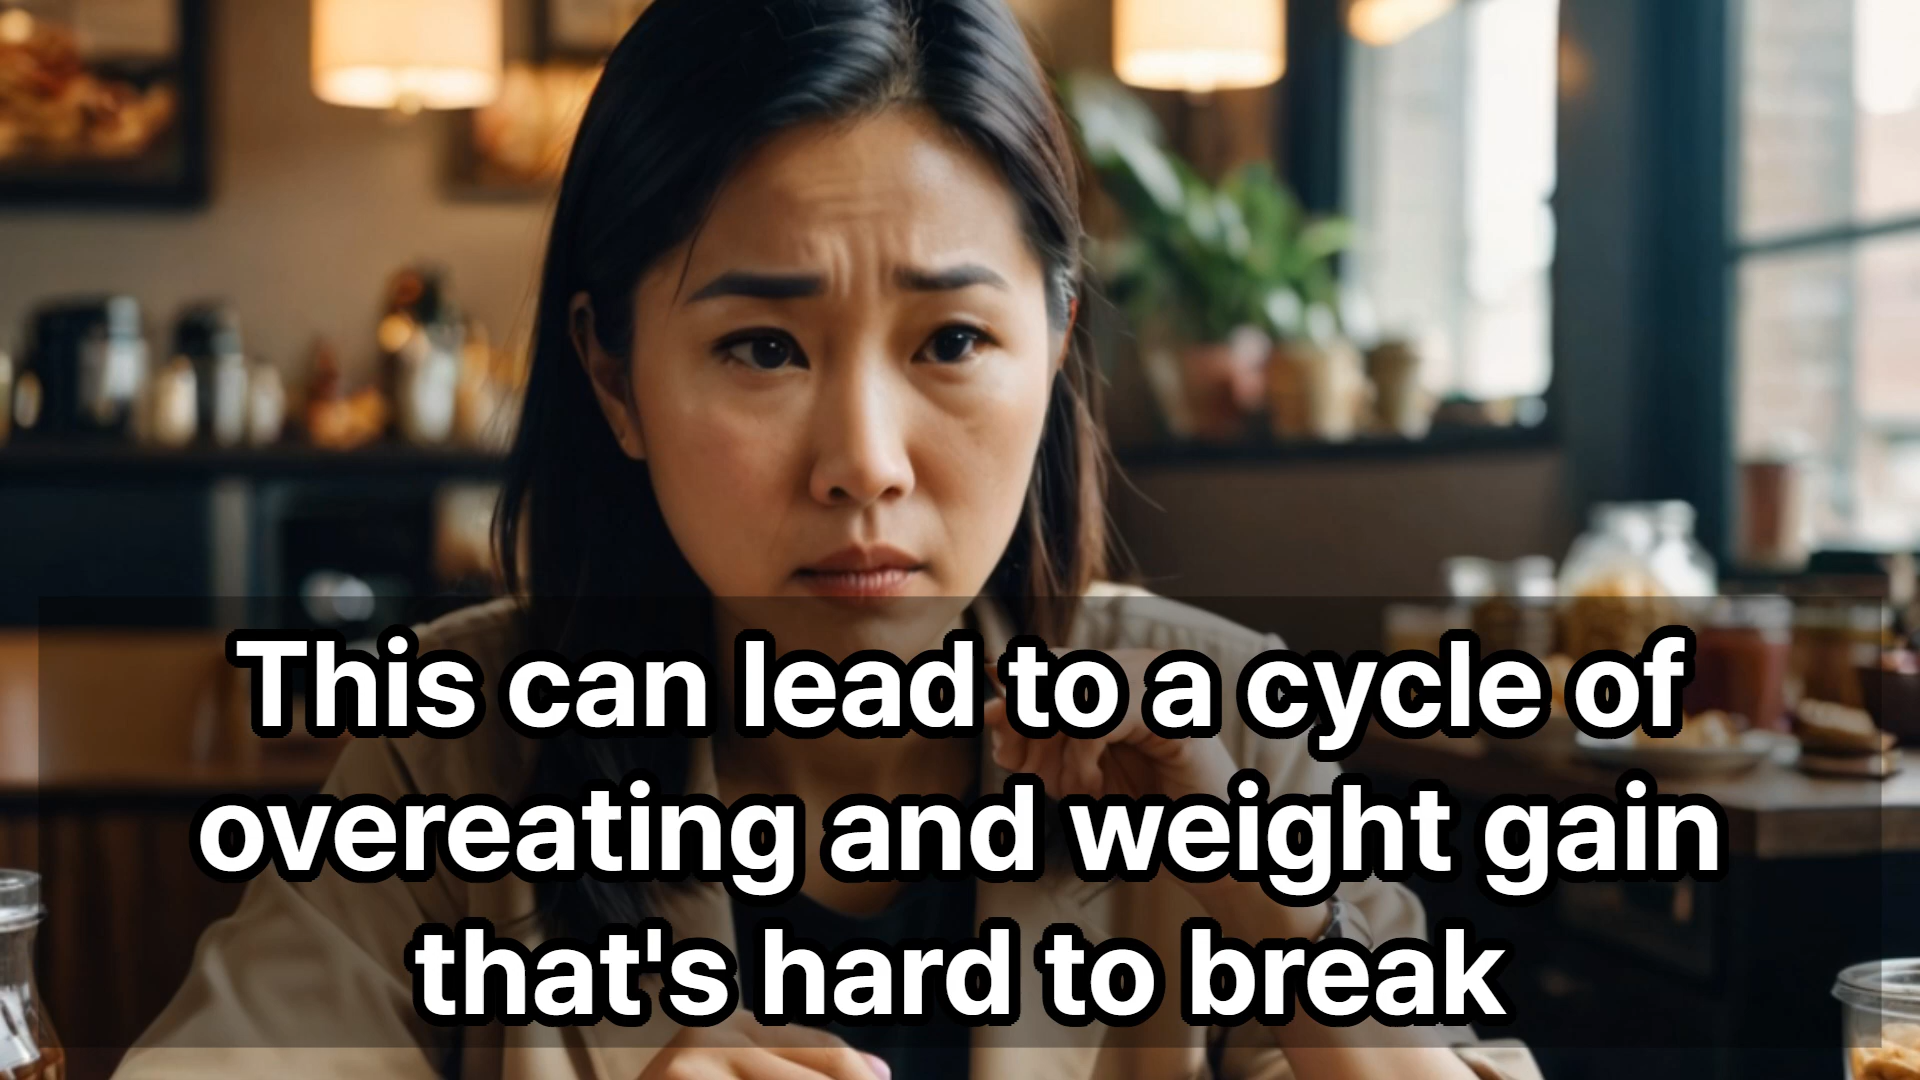 This can lead to a cycle of
overeating and weight gain
that's hard to break